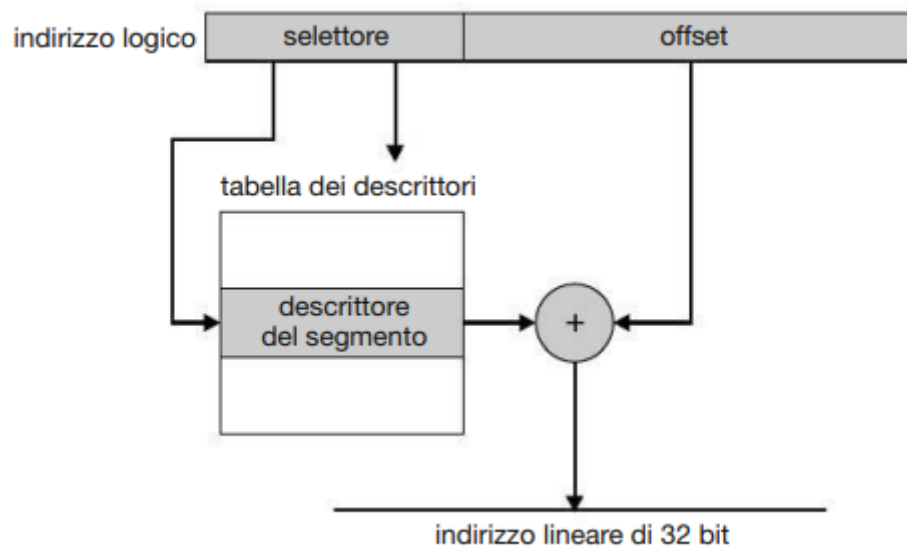 indirizzo logico
selettore
offset
tabella dei descrittori
descrittore
del segmento
+
indirizzo lineare di 32 bit